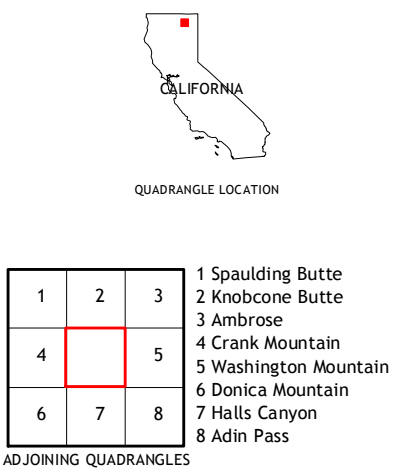 CALIFORNIA
QUADRANGLE LOCATION
1 2 3
4 5
6 7 8
1 Spaulding Butte
2 Knobcone Butte
3 Ambrose
4 Crank Mountain
5 Washington Mountain
6 Donica Mountain
7 Halls Canyon
8 Adin Pass
ADJOINING QUADRANGLES